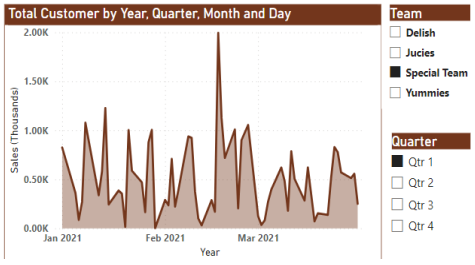 Total Customer by Year, Quarter, Month and Day
Sales (Thousands)
2.00K
1.50K
1.00K
0.50K
0.00K
Jan 2021
Feb 2021
Mar 2021
Year
Team
Delish
Jucies
Special Team
Yummies
Quarter
Qtr 1
Qtr 2
Qtr 3
Qtr 4